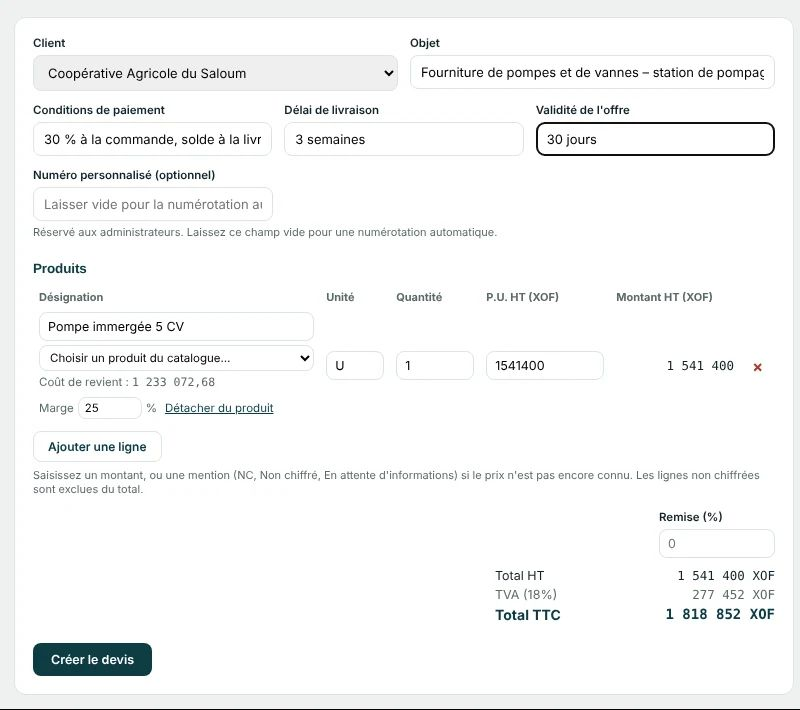 Client
Objet
Coopérative Agricole du Saloum
Fourniture de pompes et de vannes – station de pompag
Conditions de paiement
Délai de livraison
Validité de l'offre
30 % à la commande, solde à la livr
3 semaines
30 jours
Numéro personnalisé (optionnel)
Laisser vide pour la numérotation au
Réservé aux administrateurs. Laissez ce champ vide pour une numérotation automatique.
Produits
Désignation Unité Quantité P.U. HT (XOF) Montant HT (XOF)
Pompe immergée 5 CV
Choisir un produit du catalogue...
U 1 1541400 1 541 400 ×
Coût de revient : 1 233 072,68
Marge 25 % Détacher du produit
Ajouter une ligne
Saisissez un montant, ou une mention (NC, Non chiffré, En attente d'informations) si le prix n'est pas encore connu. Les lignes non chiffrées
sont exclues du total.
Remise (%)
0
Total HT 1 541 400 XOF
TVA (18%) 277 452 XOF
Total TTC 1 818 852 XOF
Créer le devis